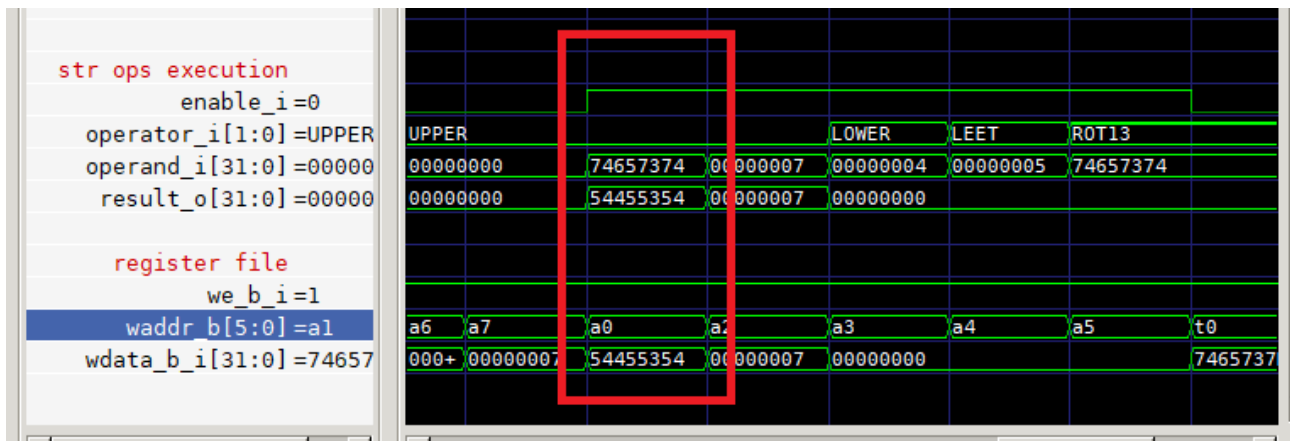 str ops execution
enable_i=0
operator_i[1:0]=UPPER UPPER LOWER LEET ROT13
operand_i[31:0]=00000 00000000 74657374 00000007 00000004 00000005 74657374
result_o[31:0]=00000 00000000 54455354 00000007 00000000
register file
we_b_i=1
waddr_b[5:0]=a1 a6 a7 a0 a2 a3 a4 a5 t0
wdata_b_i[31:0]=74657 000+ 00000007 54455354 00000007 00000000 7465737